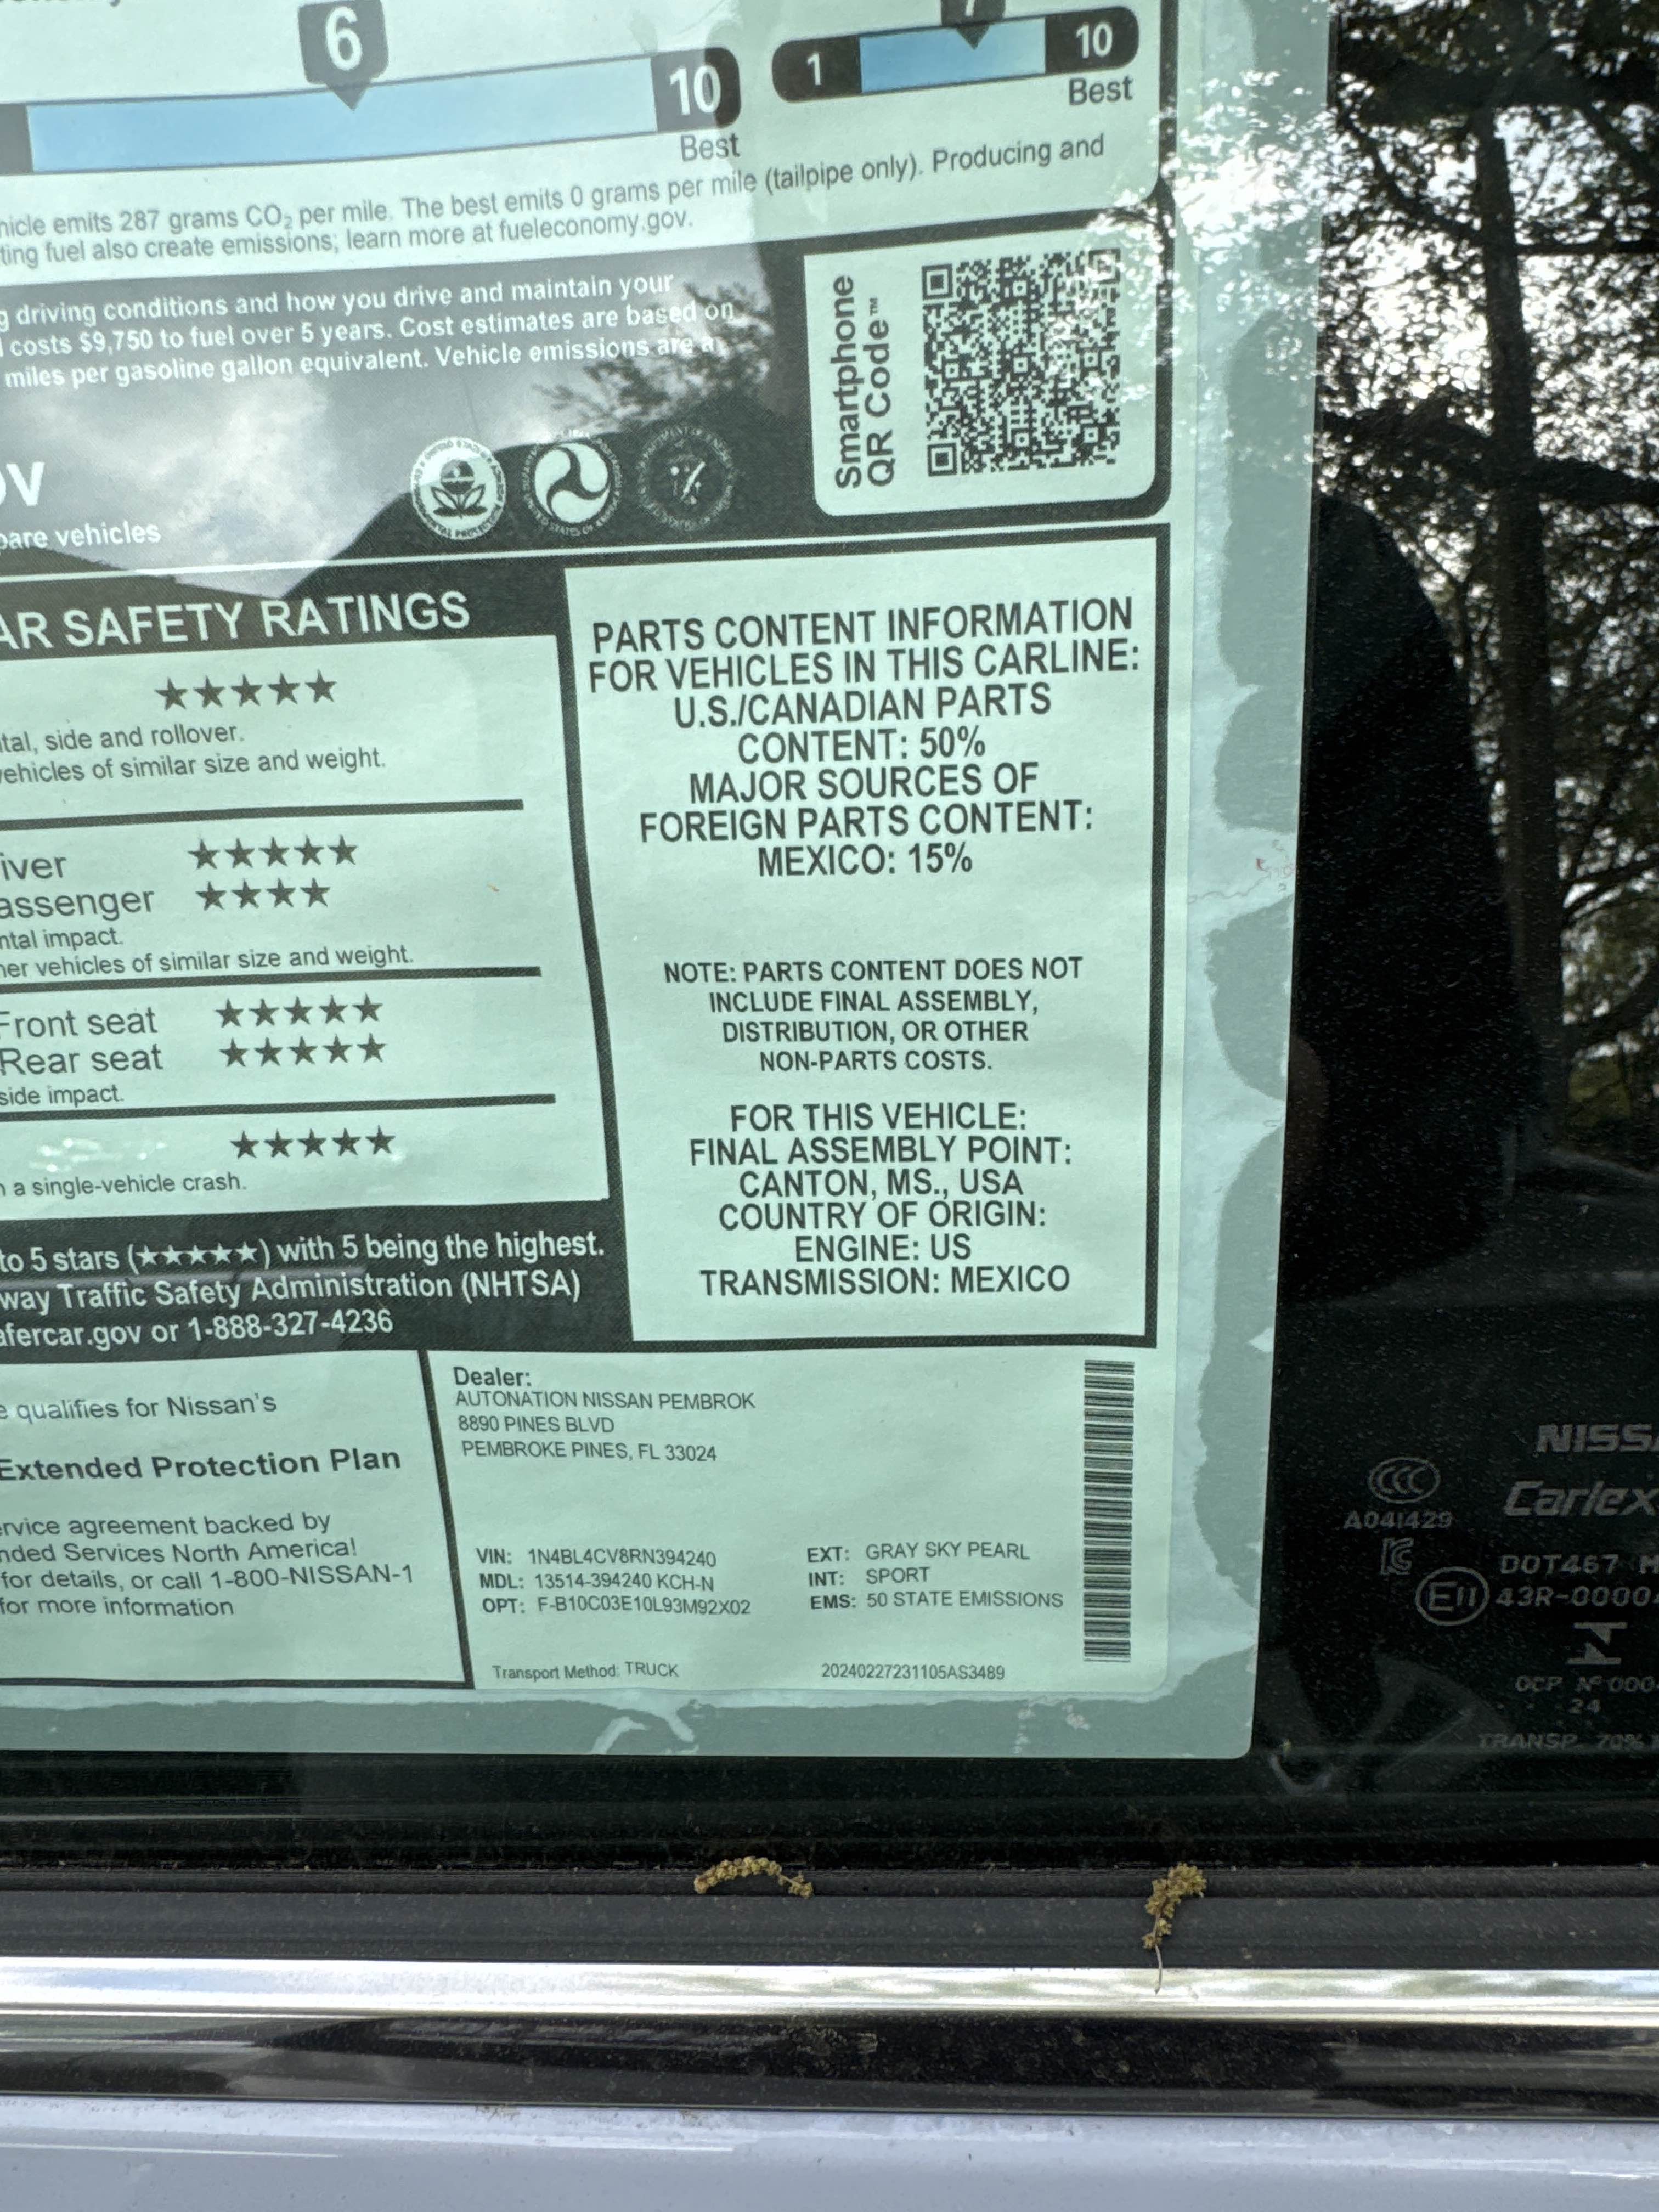 6
10
Best
1
10
Best
hicle emits 287 grams CO₂ per mile. The best emits 0 grams per mile (tailpipe only). Producing and
ting fuel also create emissions; learn more at fueleconomy.gov.
g driving conditions and how you drive and maintain your
costs $9,750 to fuel over 5 years. Cost estimates are based on
miles per gasoline gallon equivalent. Vehicle emissions are a
Smartphone
QR Code™
ov
pare vehicles
AR SAFETY RATINGS
★★★★★
tal, side and rollover.
vehicles of similar size and weight.
iver ★★★★★
assenger ★★★★
ntal impact.
her vehicles of similar size and weight.
Front seat ★★★★★
Rear seat ★★★★★
side impact.
★★★★★
n a single-vehicle crash.
to 5 stars (★★★★★) with 5 being the highest.
way Traffic Safety Administration (NHTSA)
afercar.gov or 1-888-327-4236
PARTS CONTENT INFORMATION
FOR VEHICLES IN THIS CARLINE:
U.S./CANADIAN PARTS
CONTENT: 50%
MAJOR SOURCES OF
FOREIGN PARTS CONTENT:
MEXICO: 15%
NOTE: PARTS CONTENT DOES NOT
INCLUDE FINAL ASSEMBLY,
DISTRIBUTION, OR OTHER
NON-PARTS COSTS.
FOR THIS VEHICLE:
FINAL ASSEMBLY POINT:
CANTON, MS., USA
COUNTRY OF ORIGIN:
ENGINE: US
TRANSMISSION: MEXICO
e qualifies for Nissan's
Extended Protection Plan
ervice agreement backed by
nded Services North America!
for details, or call 1-800-NISSAN-1
for more information
Dealer:
AUTONATION NISSAN PEMBROK
8890 PINES BLVD
PEMBROKE PINES, FL 33024
VIN: 1N4BL4CV8RN394240
MDL: 13514-394240 KCH-N
OPT: F-B10C03E10L93M92X02
EXT: GRAY SKY PEARL
INT: SPORT
EMS: 50 STATE EMISSIONS
Transport Method: TRUCK
20240227231105AS3489
NISSA
CCC
Carlex
A041429
DOT467 M
E11 43R-0000
OCP Nº 000
24
TRANSP 70%